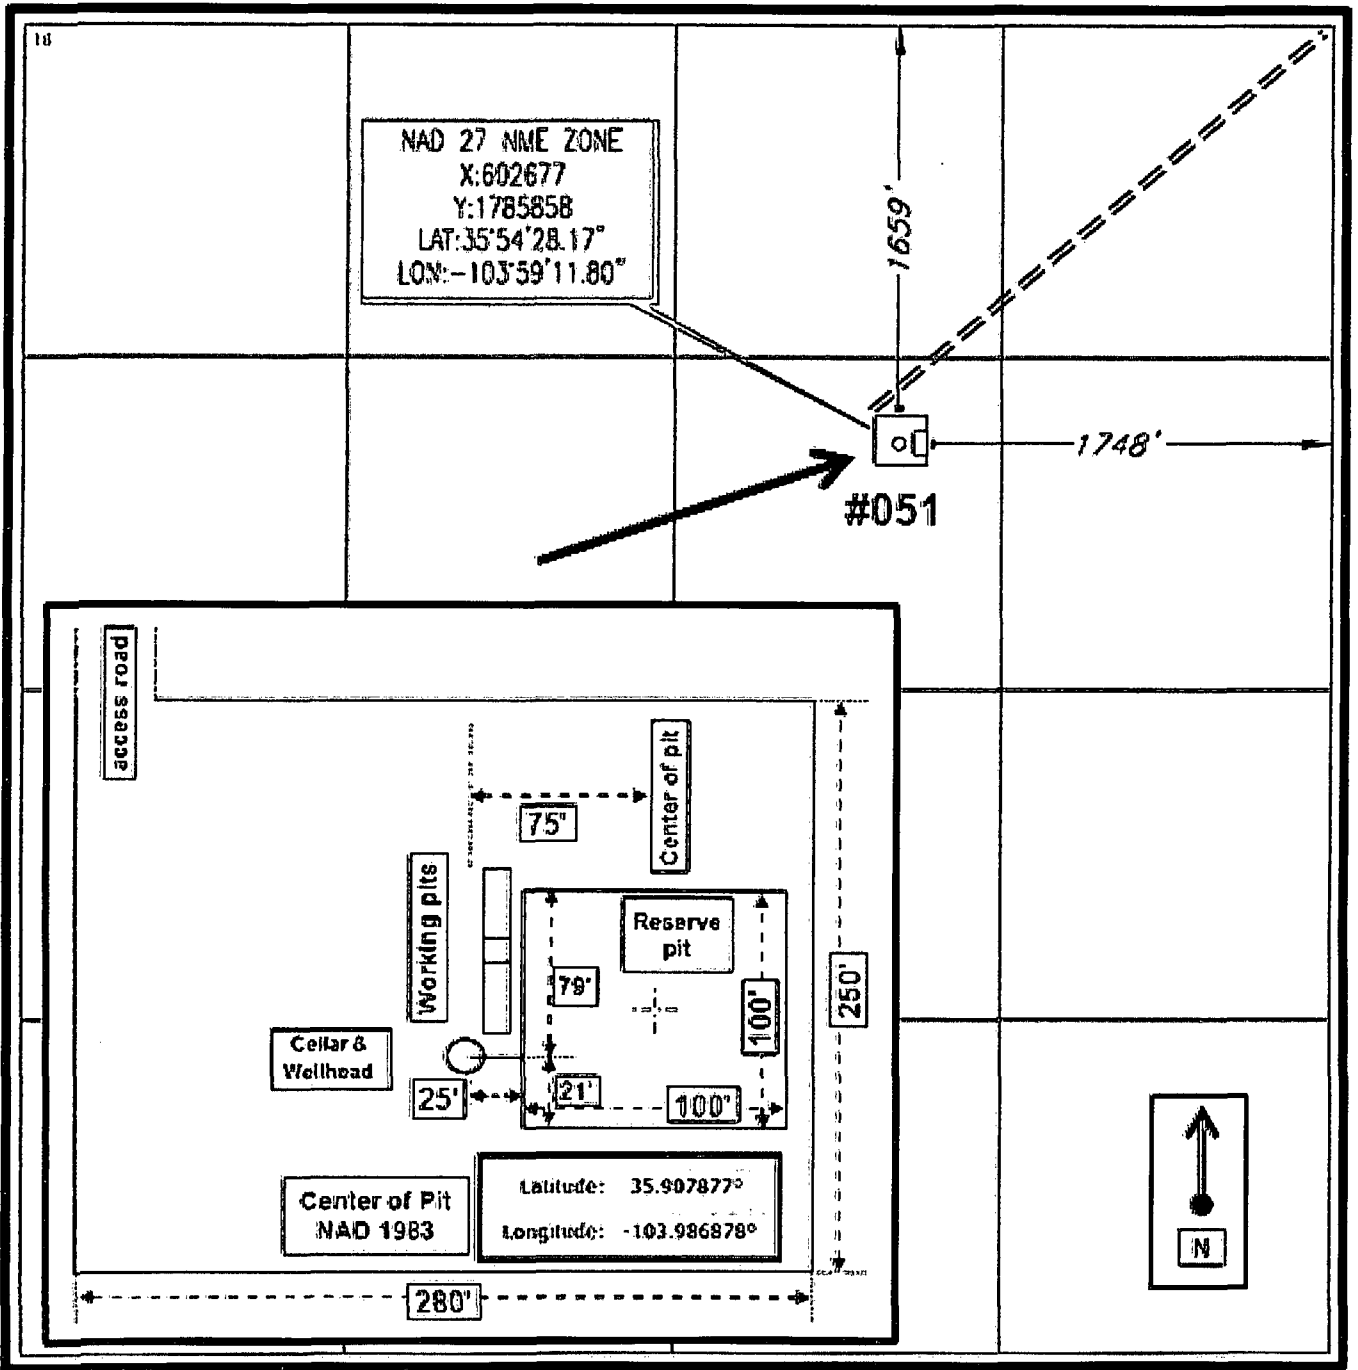 18
NAD 27 NME ZONE
X:602677
Y:1785858
LAT:35°54'28.17"
LON:-103°59'11.80"
1659'
1748'
#051
access road
Center of pit
75'
Working pits
Reserve
pit
79'
100'
250'
Cellar &
Wellhead
25'
21'
100'
Center of Pit
NAD 1983
Latitude: 35.907877°
Longitude: -103.986878°
280'
N